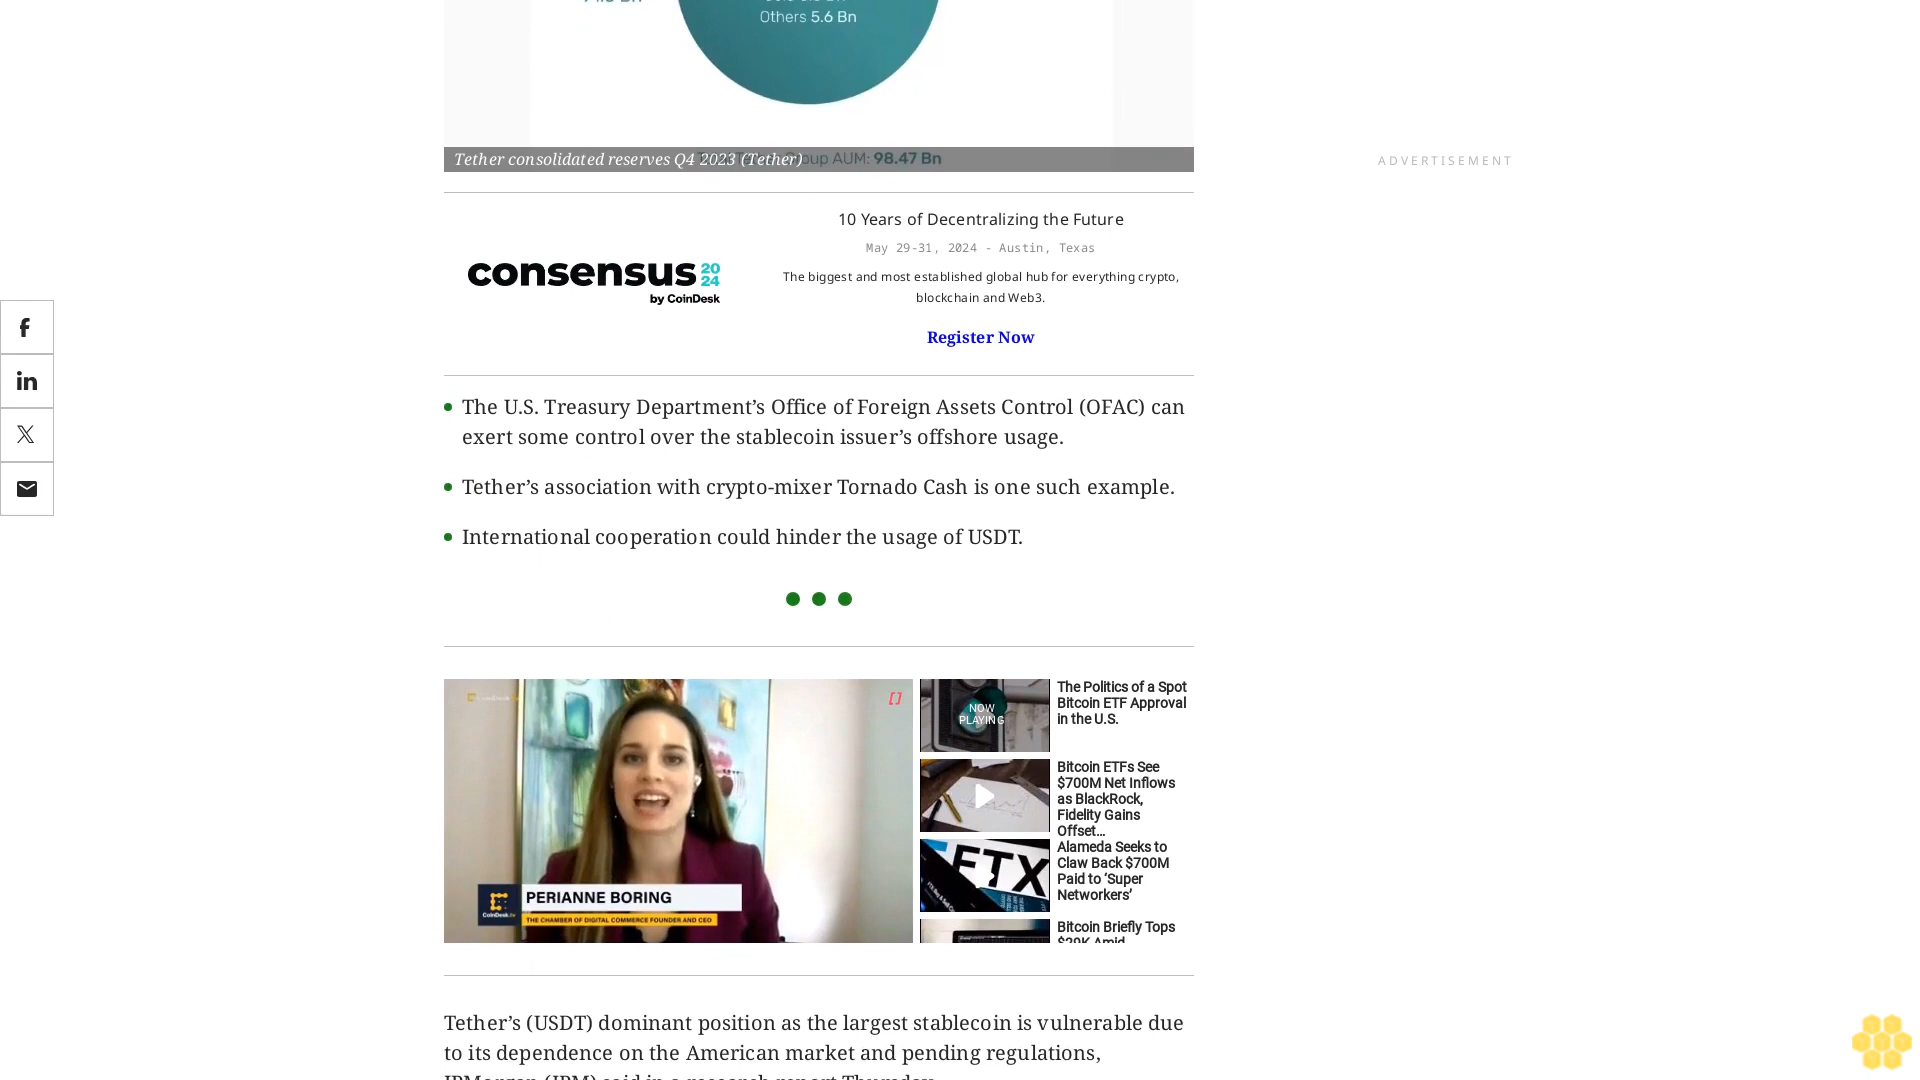 Others 5.6 Bn
Tether consolidated reserves Q4 2023 (Tether)
Group AUM: 98.47 Bn
ADVERTISEMENT
10 Years of Decentralizing the Future
May 29-31, 2024 - Austin, Texas
consensus 2024
by CoinDesk
The biggest and most established global hub for everything crypto,
blockchain and Web3.
Register Now
The U.S. Treasury Department’s Office of Foreign Assets Control (OFAC) can
exert some control over the stablecoin issuer’s offshore usage.
Tether’s association with crypto-mixer Tornado Cash is one such example.
International cooperation could hinder the usage of USDT.
[]
PERIANNE BORING
CoinDesk.tv
THE CHAMBER OF DIGITAL COMMERCE FOUNDER AND CEO
NOW
PLAYING
The Politics of a Spot
Bitcoin ETF Approval
in the U.S.
Bitcoin ETFs See
$700M Net Inflows
as BlackRock,
Fidelity Gains
Offset...
FTX
Alameda Seeks to
Claw Back $700M
Paid to ‘Super
Networkers’
Bitcoin Briefly Tops
Tether’s (USDT) dominant position as the largest stablecoin is vulnerable due
to its dependence on the American market and pending regulations,
JPMorgan (JPM) said in a research report Thursday.